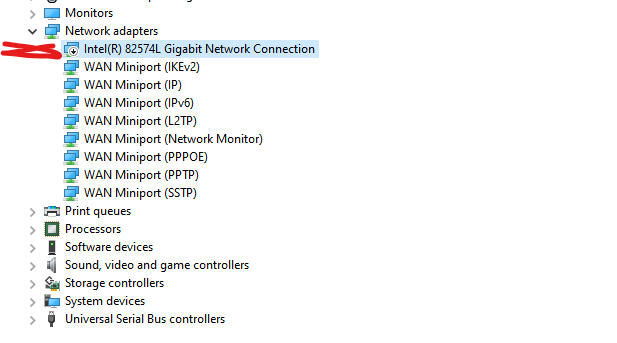 Monitors
Network adapters
Intel(R) 82574L Gigabit Network Connection
WAN Miniport (IKEv2)
WAN Miniport (IP)
WAN Miniport (IPv6)
WAN Miniport (L2TP)
WAN Miniport (Network Monitor)
WAN Miniport (PPPOE)
WAN Miniport (PPTP)
WAN Miniport (SSTP)
Print queues
Processors
Software devices
Sound, video and game controllers
Storage controllers
System devices
Universal Serial Bus controllers